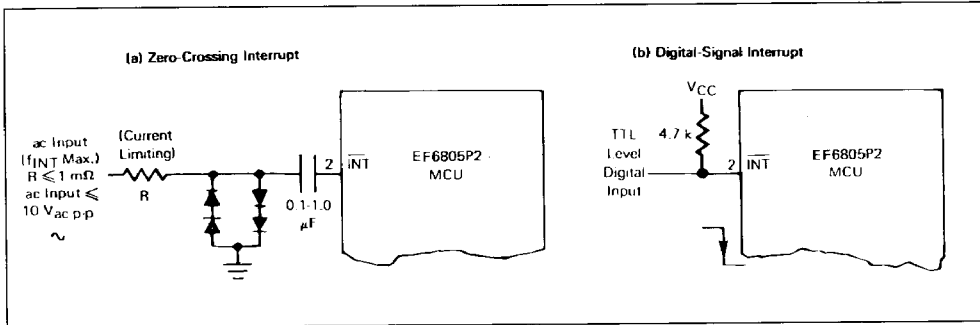 (a) Zero-Crossing Interrupt
ac Input
(fINT Max.)
R ≤ 1 mΩ
ac Input ≤
10 Vac p-p
~
(Current
Limiting)
R
0.1-1.0
µF
2
INT
EF6805P2
MCU
(b) Digital-Signal Interrupt
VCC
4.7 k
TTL
Level
Digital
Input
2
INT
EF6805P2
MCU